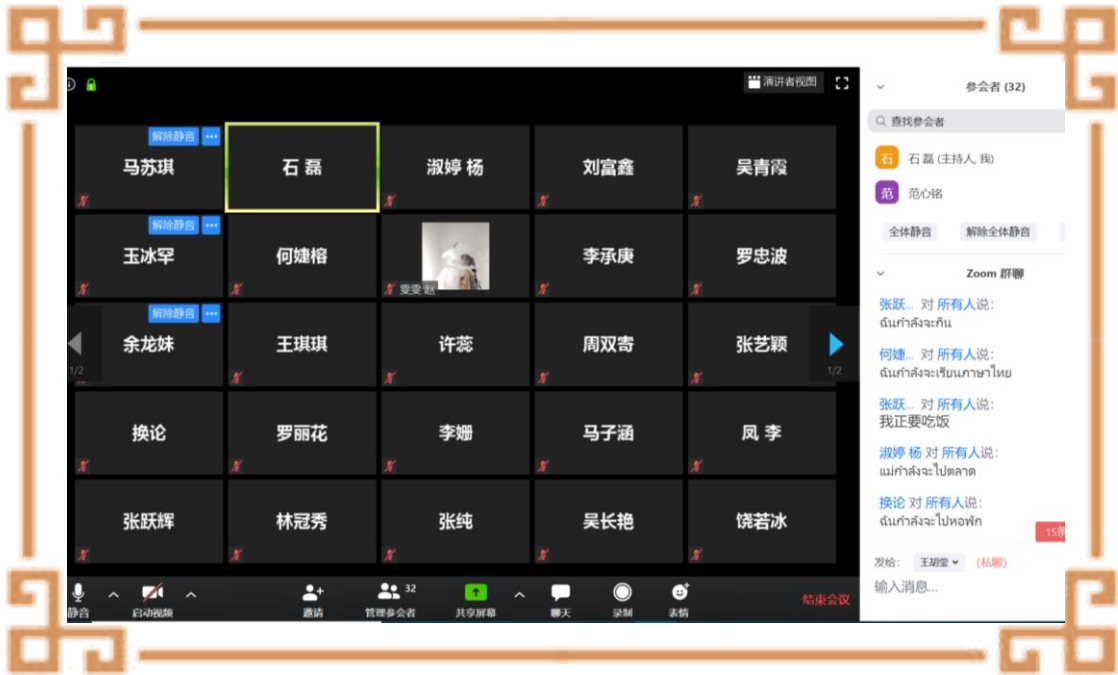 演讲者视图
解除静音
马苏琪
石 磊
淑婷 杨
刘富鑫
吴青霞
解除静音
玉冰罕
何婕榕
雯雯 赵
李承庚
罗忠波
解除静音
余龙妹
王琪琪
许蕊
周双寄
张艺颖
1/2
1/2
换论
罗丽花
李姗
马子涵
凤 李
张跃辉
林冠秀
张纯
吴长艳
饶若冰
静音
启动视频
邀请
管理参会者
32
共享屏幕
聊天
录制
表情
结束会议
参会者 (32)
查找参会者
石 石 磊 (主持人, 我)
范 范心铭
全体静音 解除全体静音
Zoom 群聊
张跃... 对 所有人说:
ฉันกำลังจะกิน
何婕... 对 所有人说:
ฉันกำลังจะเรียนภาษาไทย
张跃... 对 所有人说:
我正要吃饭
淑婷 杨 对 所有人说:
แม่กำลังจะไปตลาด
换论 对 所有人说:
ฉันกำลังจะไปหอพัก
15条
发给: 王胡莹 (私聊)
输入消息...